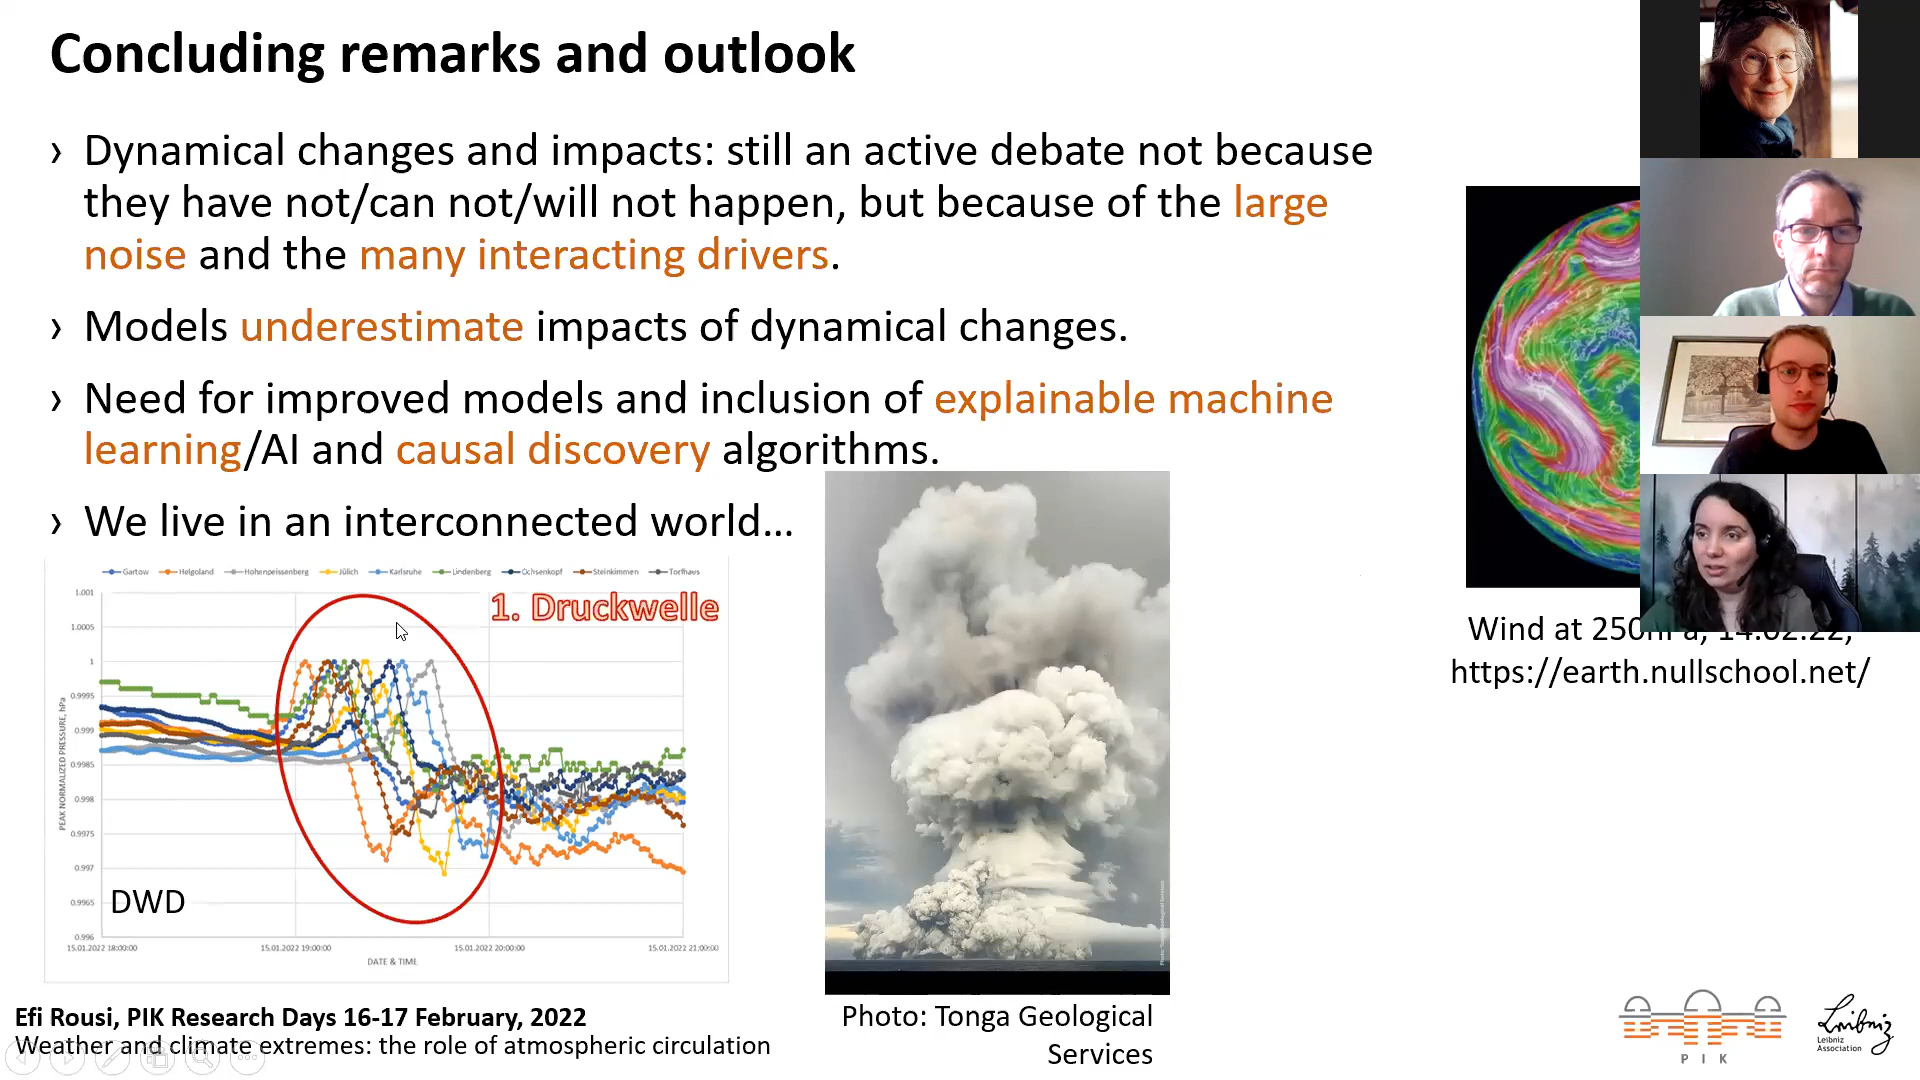 Concluding remarks and outlook
› Dynamical changes and impacts: still an active debate not because
they have not/can not/will not happen, but because of the large
noise and the many interacting drivers.
› Models underestimate impacts of dynamical changes.
› Need for improved models and inclusion of explainable machine
learning/AI and causal discovery algorithms.
› We live in an interconnected world...
Gartow Helgoland Hohenpeissenberg Jülich Karlsruhe Lindenberg Ochsenkopf Steinkimmen Torfhaus
1. Druckwelle
1.001
1.0005
1
0.9995
0.999
0.9985
0.998
0.9975
0.997
0.9965
0.996
PEAK NORMALIZED PRESSURE, hPa
DWD
15.01.2022 18:00:00 15.01.2022 19:00:00 15.01.2022 20:00:00 15.01.2022 21:00:00
DATE & TIME
Wind at 250hPa, 14.02.22,
https://earth.nullschool.net/
Photo: Tonga Geological
Services
Efi Rousi, PIK Research Days 16-17 February, 2022
Weather and climate extremes: the role of atmospheric circulation
P I K
Leibniz
Leibniz
Association